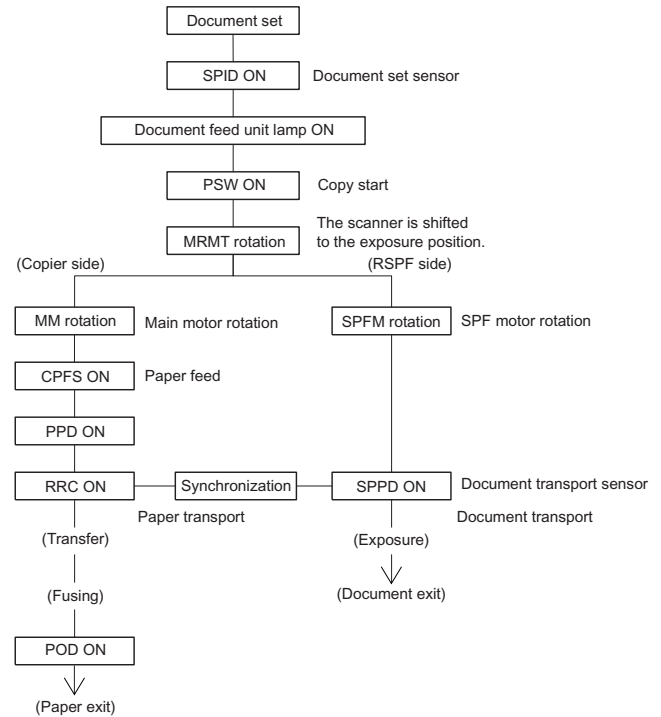 Document set
SPID ON
Document set sensor
Document feed unit lamp ON
PSW ON
Copy start
MRMT rotation
The scanner is shifted
to the exposure position.
(Copier side)
(RSPF side)
MM rotation
Main motor rotation
SPFM rotation
SPF motor rotation
CPFS ON
Paper feed
PPD ON
RRC ON
Synchronization
SPPD ON
Document transport sensor
Paper transport
Document transport
(Transfer)
(Exposure)
(Fusing)
(Document exit)
POD ON
(Paper exit)